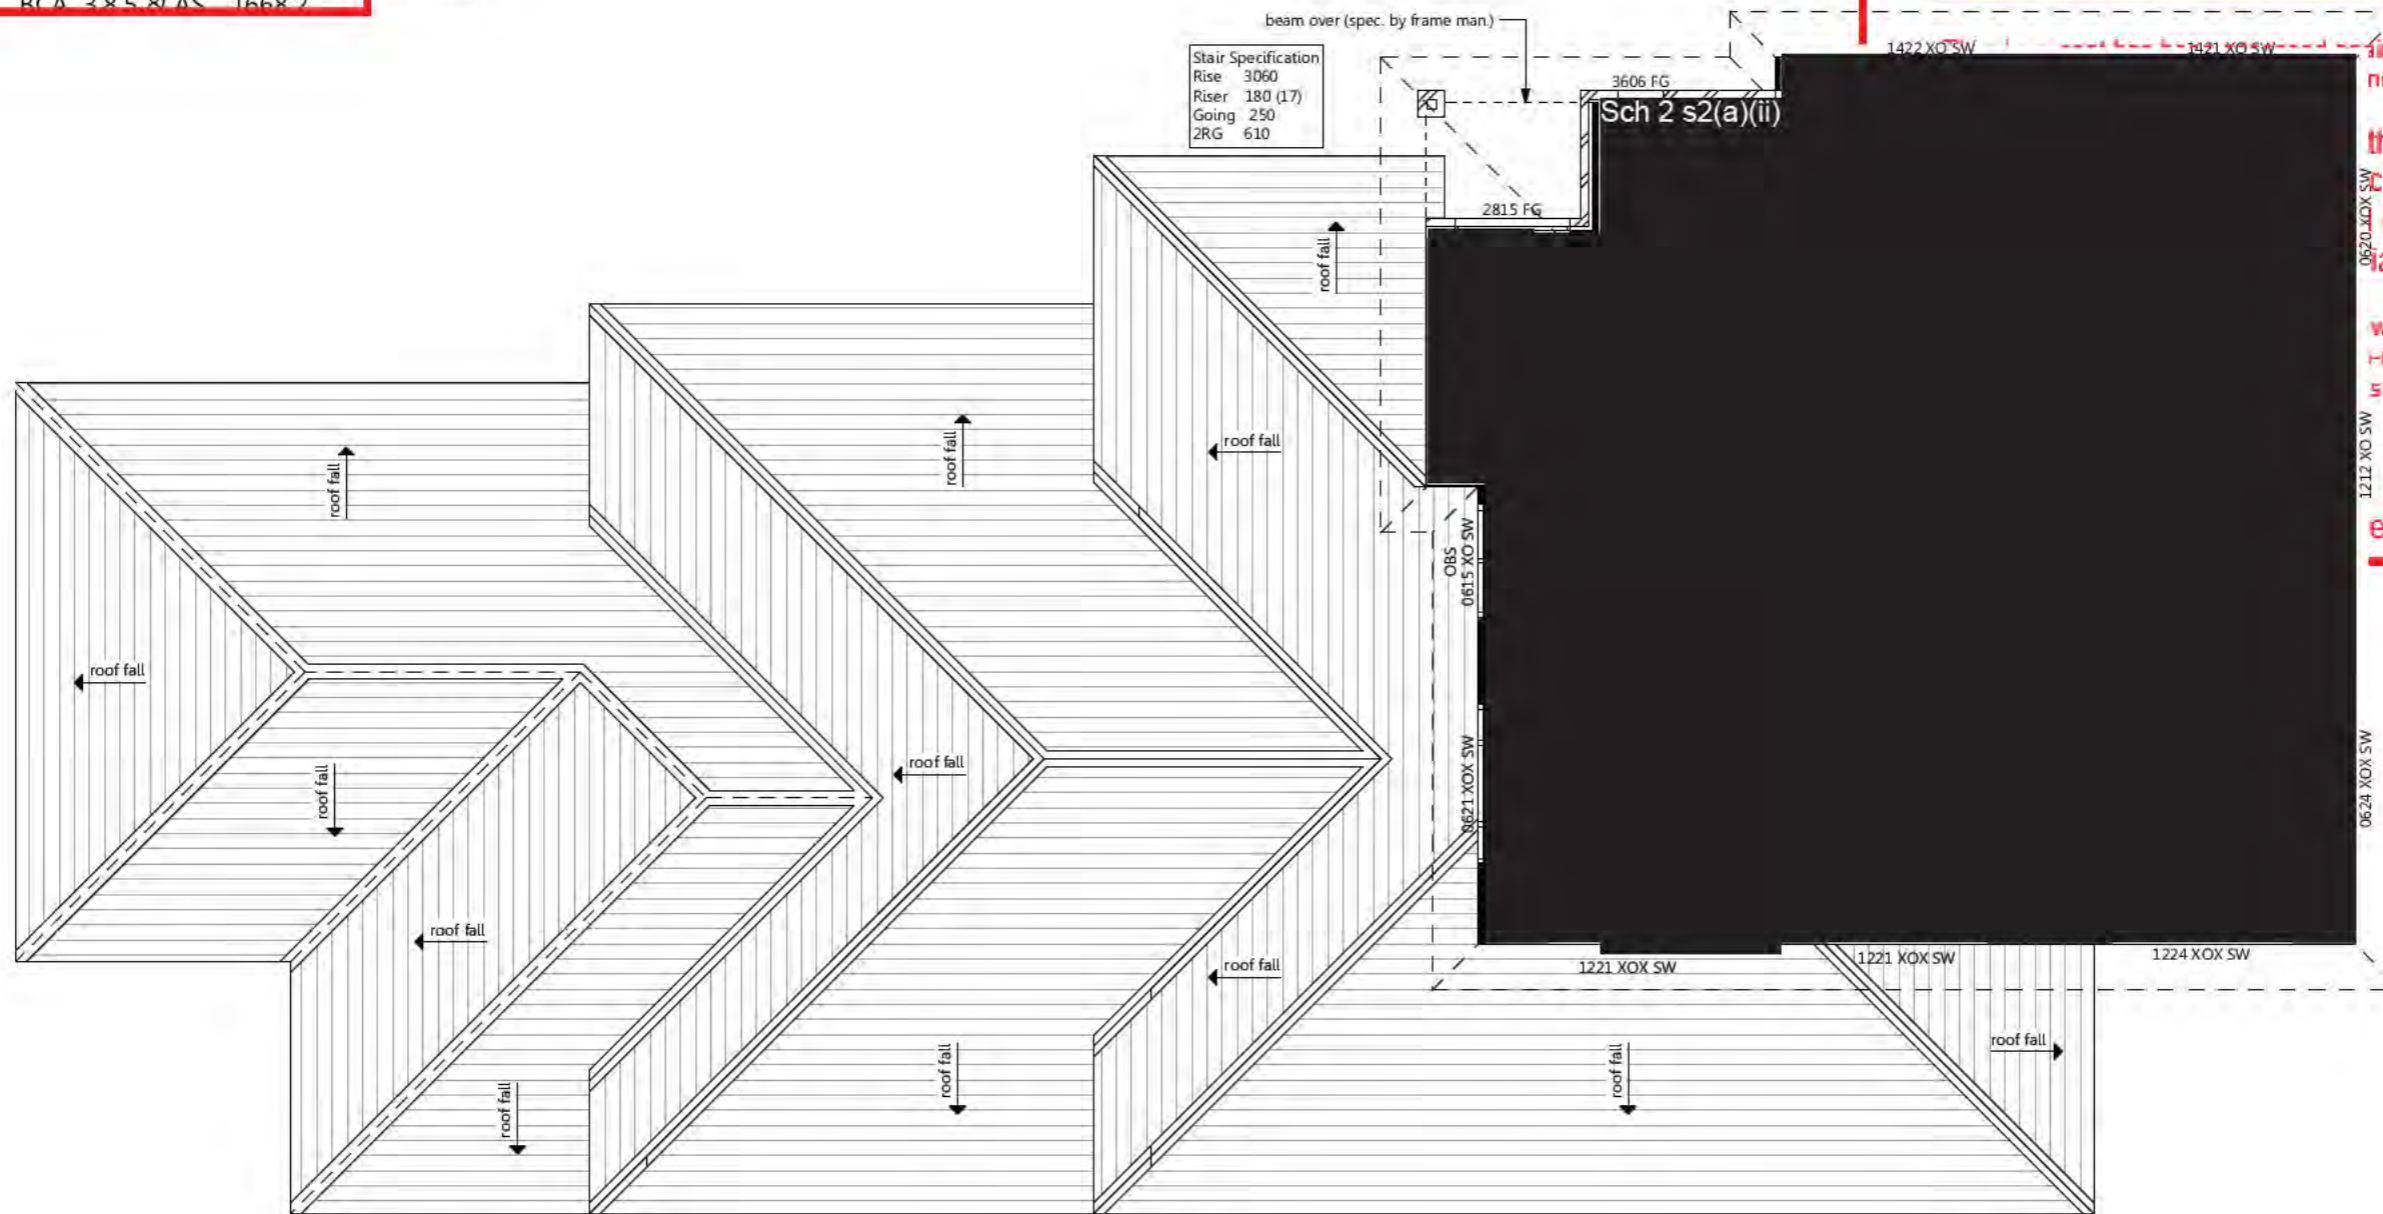 beam over (spec. by frame man.)
Stair Specification
Rise 3060
Riser 180 (17)
Going 250
2RG 610
1422 XO SW
1421 XO SW
3606 FG
Sch 2 s2(a)(ii)
2815 FG
0620 XOX SW
roof fall
roof fall
roof fall
roof fall
1212 XO SW
OBS
0615 XO SW
roof fall
roof fall
roof fall
0621 XOX SW
0624 XOX SW
roof fall
roof fall
1221 XOX SW
1221 XOX SW
1224 XOX SW
roof fall
roof fall
roof fall
roof fall